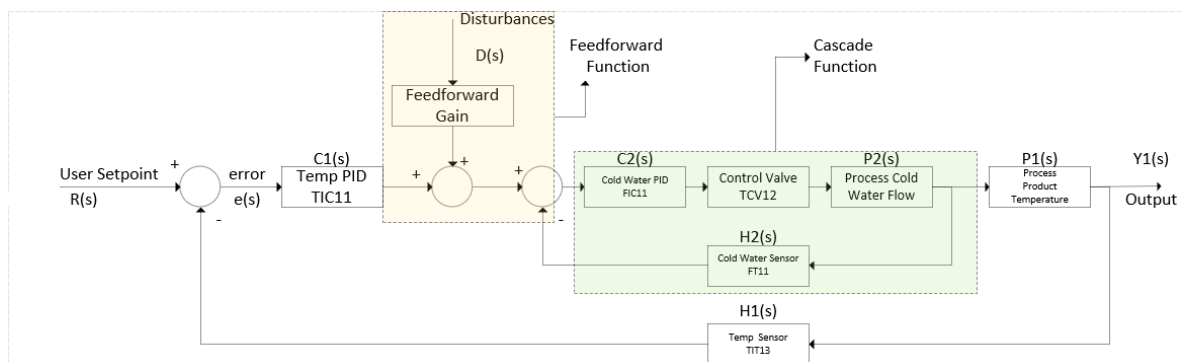 Disturbances
D(s)
Feedforward
Function
Cascade
Function
Feedforward
Gain
User Setpoint
R(s)
+
-
error
e(s)
C1(s)
Temp PID
TIC11
+
+
+
-
C2(s)
Cold Water PID
FIC11
Control Valve
TCV12
P2(s)
Process Cold
Water Flow
P1(s)
Process
Product
Temperature
Y1(s)
Output
H2(s)
Cold Water Sensor
FT11
H1(s)
Temp Sensor
TIT13